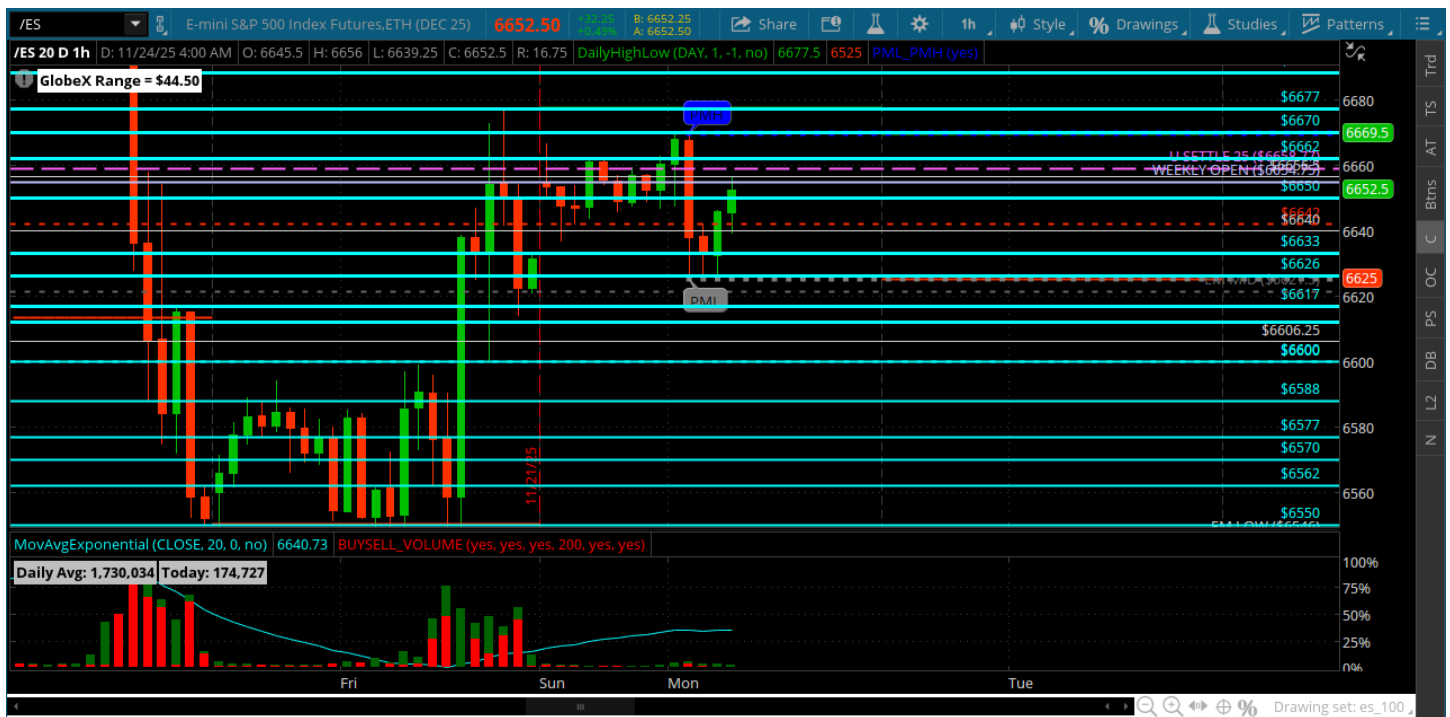 /ES E-mini S&P 500 Index Futures,ETH (DEC 25) 6652.50 +32.25 +0.49% B: 6652.25 A: 6652.50 Share 1h Style % Drawings Studies Patterns
/ES 20 D 1h D: 11/24/25 4:00 AM O: 6645.5 H: 6656 L: 6639.25 C: 6652.5 R: 16.75 DailyHighLow (DAY, 1, -1, no) 6677.5 6525 PML_PMH (yes)
Trd
GlobeX Range = $44.50
$6677
6680
TS
PMH
$6670
6669.5
AT
$6662
U SETTLE 25
6660
WEEKLY OPEN ($6654.75)
$6650
6652.5
Btns
$6640
6640
C
$6633
$6626
6625
OC
PML
$6617
6620
PS
$6606.25
$6600
6600
DB
$6588
L2
$6577
6580
N
$6570
11/21/25
$6562
6560
$6550
EM LOW ($6546)
MovAvgExponential (CLOSE, 20, 0, no) 6640.73 BUYSELL_VOLUME (yes, yes, yes, 200, yes, yes)
Daily Avg: 1,730,034 Today: 174,727
100%
75%
50%
25%
0%
Fri Sun Mon Tue
% Drawing set: es_100